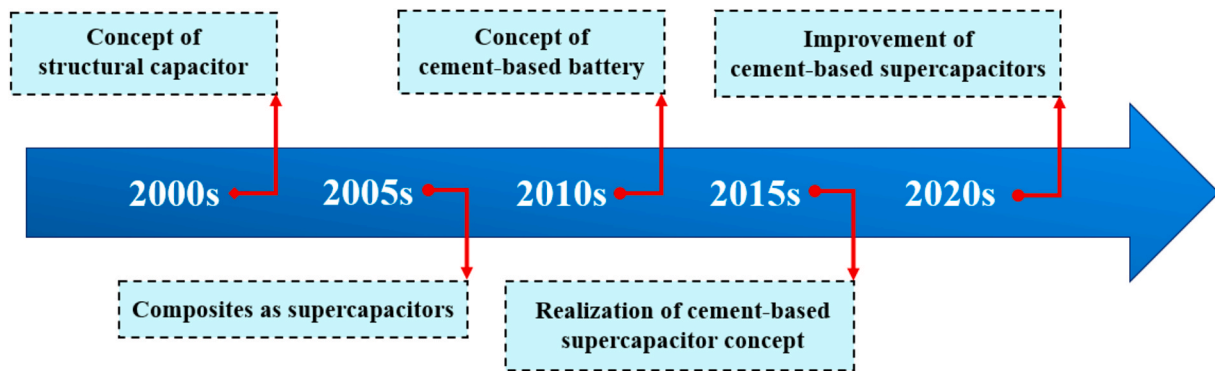 Concept of
structural capacitor
Concept of
cement-based battery
Improvement of
cement-based supercapacitors
2000s
2005s
2010s
2015s
2020s
Composites as supercapacitors
Realization of cement-based
supercapacitor concept